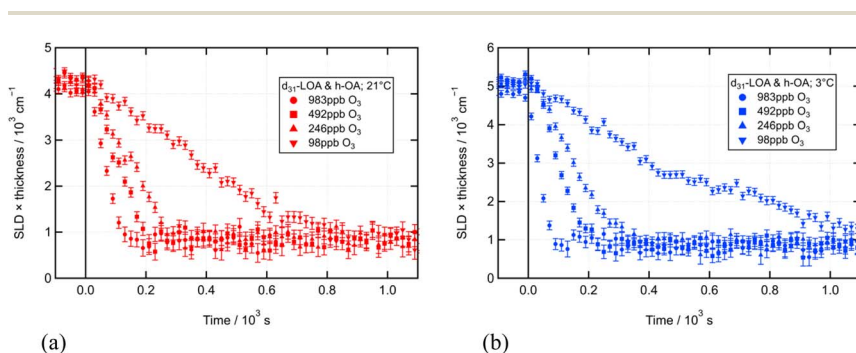 5
4
3
2
1
0
SLD × thickness / 10³ cm⁻¹
d₃₁-LOA & h-OA; 21°C
983ppb O₃
492ppb O₃
246ppb O₃
98ppb O₃
0.0 0.2 0.4 0.6 0.8 1.0
Time / 10³ s
(a)
6
5
4
3
2
1
0
SLD × thickness / 10³ cm⁻¹
d₃₁-LOA & h-OA; 3°C
983ppb O₃
492ppb O₃
246ppb O₃
98ppb O₃
0.0 0.2 0.4 0.6 0.8 1.0
Time / 10³ s
(b)